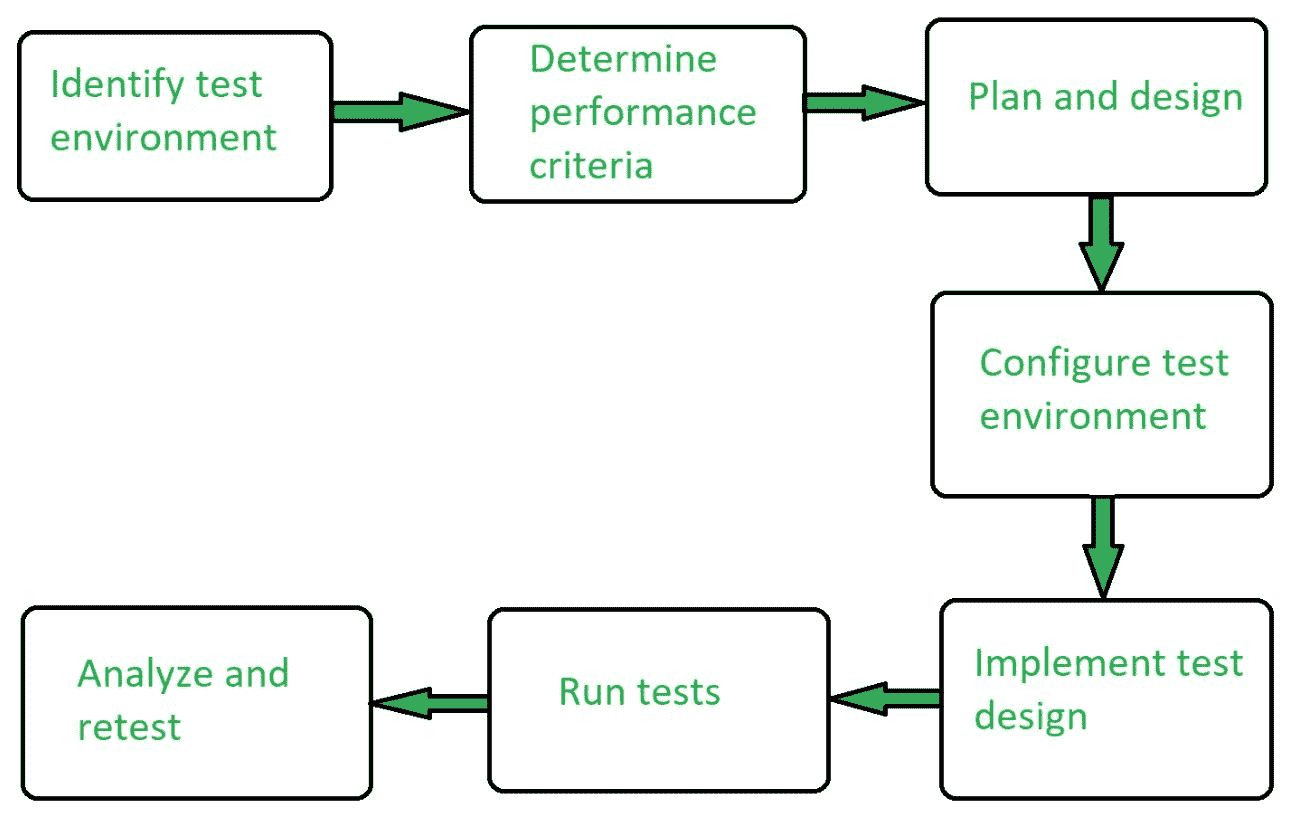 Identify test
environment
Determine
performance
criteria
Plan and design
Configure test
environment
Implement test
design
Run tests
Analyze and
retest